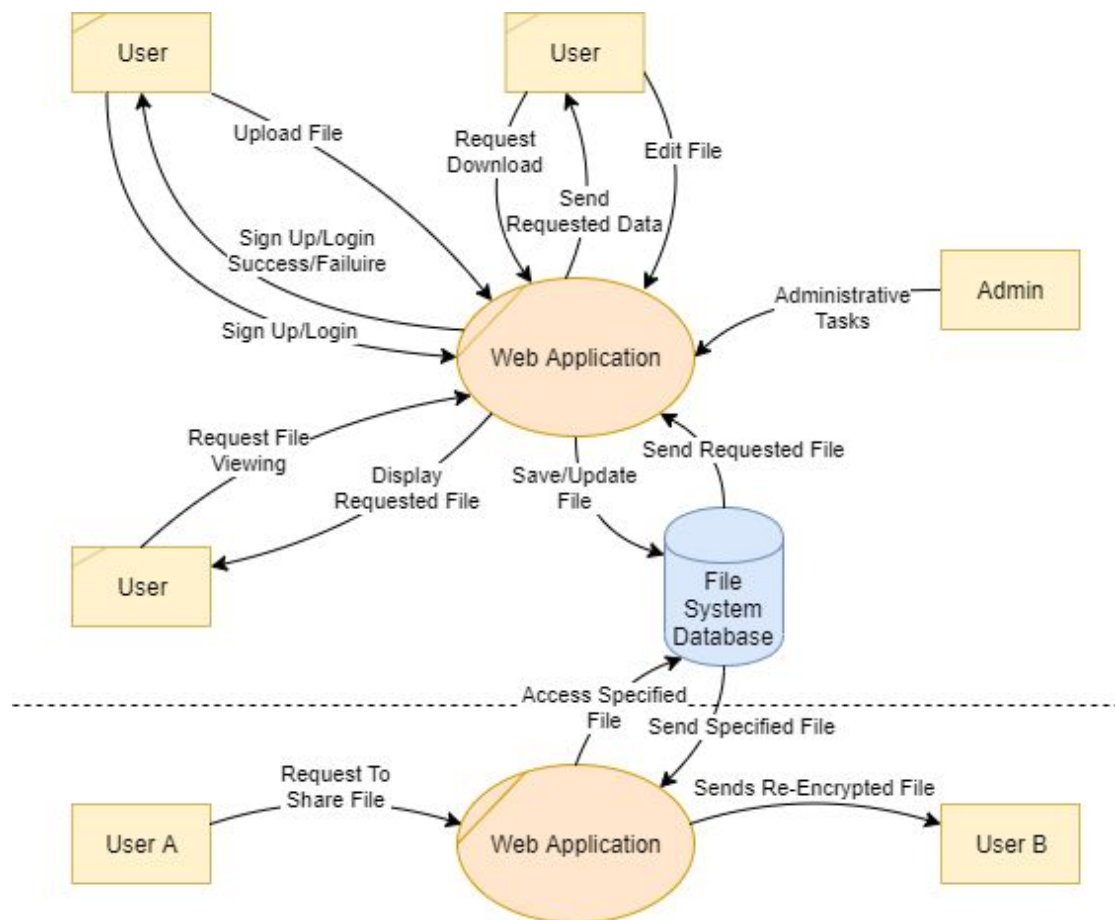 User
User
Upload File
Request
Download
Edit File
Send
Requested Data
Sign Up/Login
Success/Failuire
Sign Up/Login
Administrative
Tasks
Admin
Web Application
Request File
Viewing
Display
Requested File
Save/Update
File
Send Requested File
User
File
System
Database
Access Specified
File
Send Specified File
Request To
Share File
Sends Re-Encrypted File
User A
Web Application
User B